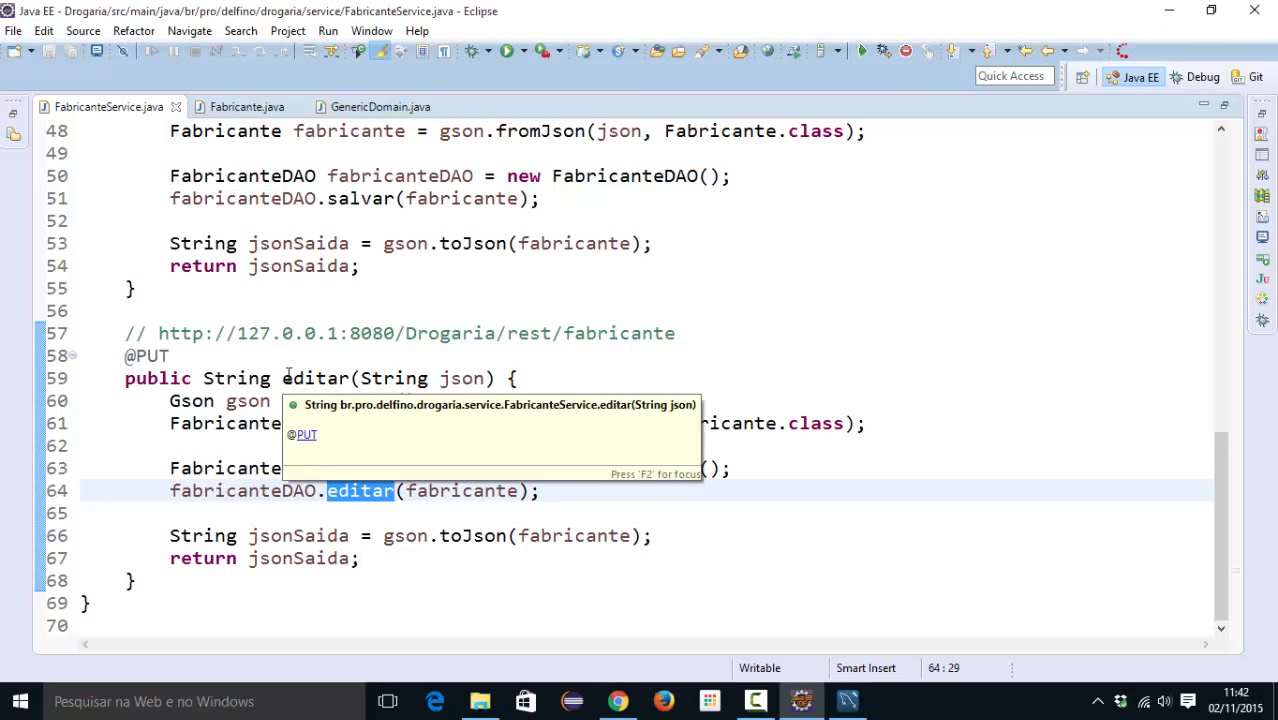 Java EE - Drogaria/src/main/java/br/pro/delfino/drogaria/service/FabricanteService.java - Eclipse
File Edit Source Refactor Navigate Search Project Run Window Help
Quick Access Java EE Debug Git
FabricanteService.java Fabricante.java GenericDomain.java
48 Fabricante fabricante = gson.fromJson(json, Fabricante.class);
49
50 FabricanteDAO fabricanteDAO = new FabricanteDAO();
51 fabricanteDAO.salvar(fabricante);
52
53 String jsonSaida = gson.toJson(fabricante);
54 return jsonSaida;
55 }
56
57 // http://127.0.0.1:8080/Drogaria/rest/fabricante
58 @PUT
59 public String editar(String json) {
60 Gson gson
String br.pro.delfino.drogaria.service.FabricanteService.editar(String json)
61 Fabricante ricante.class);
@PUT
62
63 Fabricante ();
Press 'F2' for focus
64 fabricanteDAO.editar(fabricante);
65
66 String jsonSaida = gson.toJson(fabricante);
67 return jsonSaida;
68 }
69 }
70
Writable Smart Insert 64 : 29
Pesquisar na Web e no Windows
11:42
02/11/2015